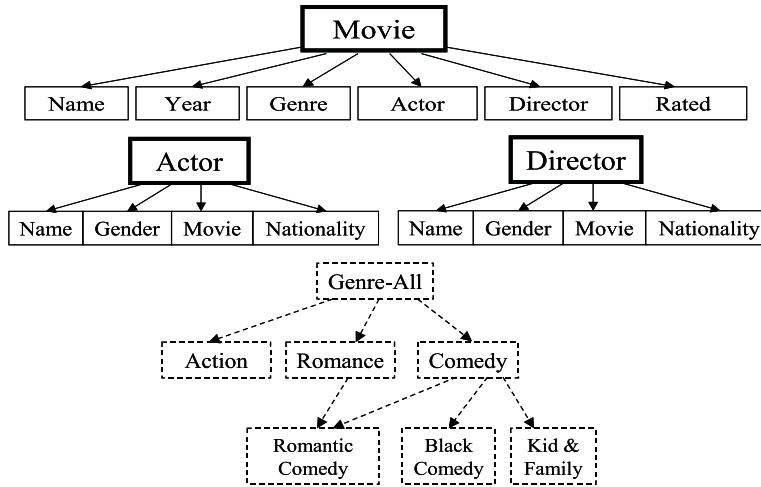 Movie
Name Year Genre Actor Director Rated
Actor Director
Name Gender Movie Nationality Name Gender Movie Nationality
Genre-All
Action Romance Comedy
Romantic Black Kid &
Comedy Comedy Family